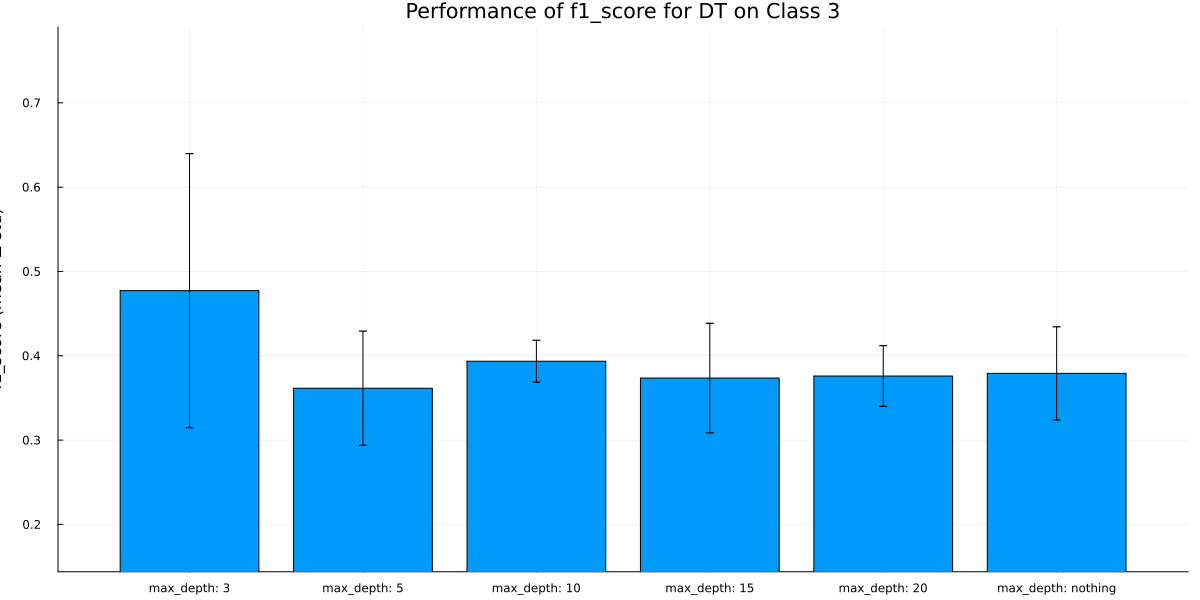 Performance of f1_score for DT on Class 3
0.7
0.6
0.5
0.4
0.3
0.2
max_depth: 3
max_depth: 5
max_depth: 10
max_depth: 15
max_depth: 20
max_depth: nothing